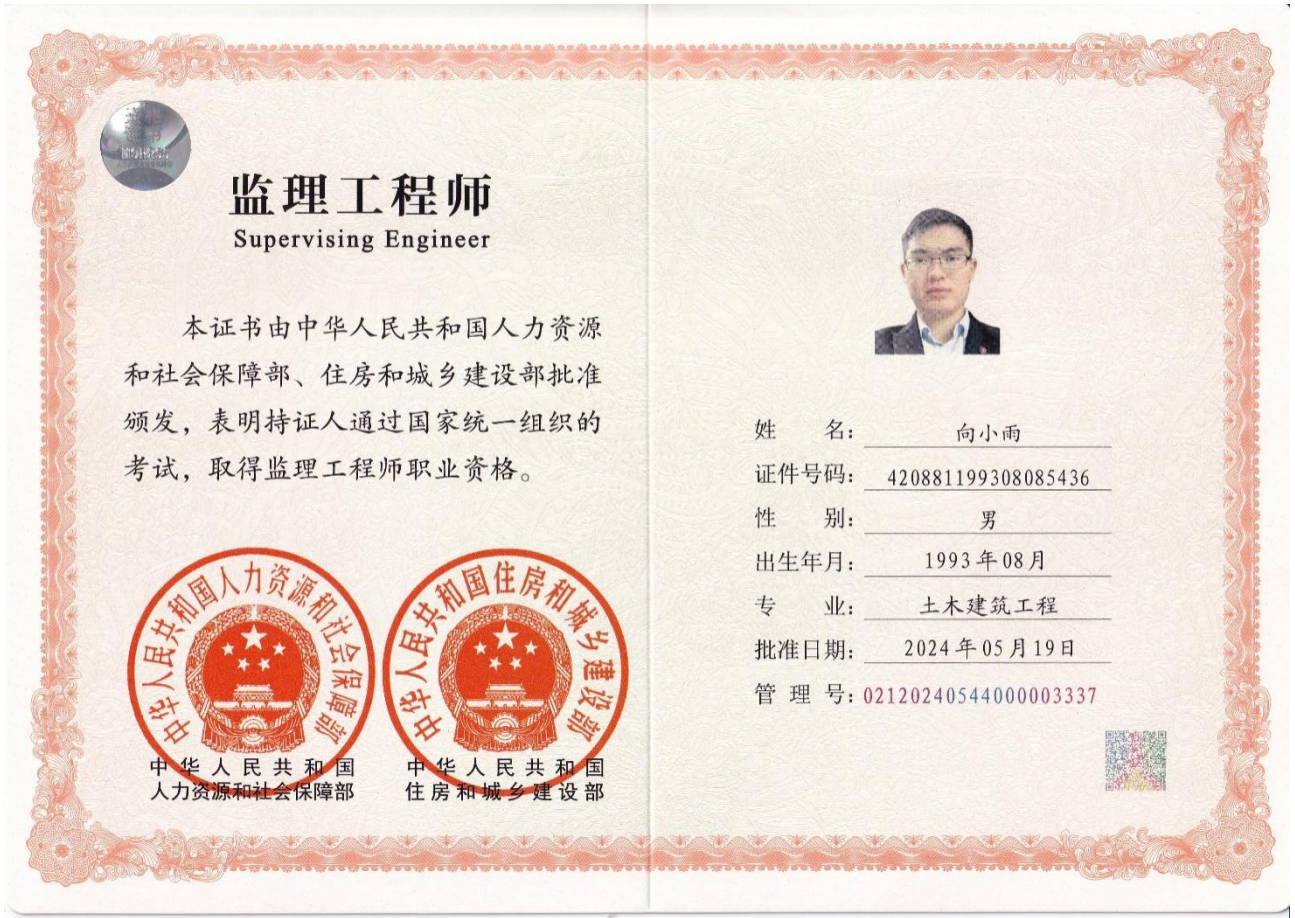 监理工程师
Supervising Engineer
本证书由中华人民共和国人力资源
和社会保障部、住房和城乡建设部批准
颁发，表明持证人通过国家统一组织的
考试，取得监理工程师职业资格。
中华人民共和国人力资源和社会保障部
中华人民共和国住房和城乡建设部
中华人民共和国
人力资源和社会保障部
中华人民共和国
住房和城乡建设部
姓名：向小雨
证件号码：420881199308085436
性别：男
出生年月：1993年08月
专业：土木建筑工程
批准日期：2024年05月19日
管理号：02120240544000003337